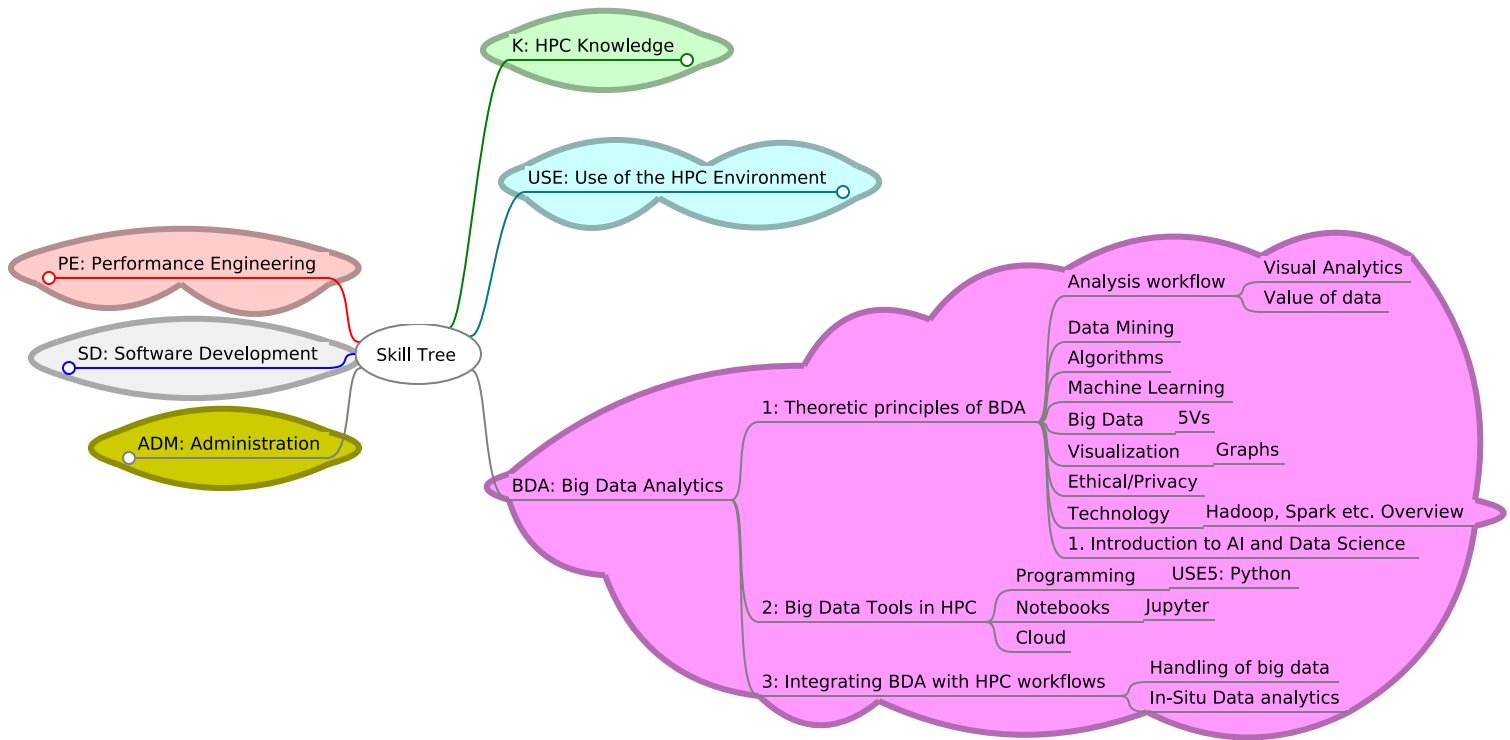 K: HPC Knowledge
USE: Use of the HPC Environment
PE: Performance Engineering
SD: Software Development
ADM: Administration
Skill Tree
BDA: Big Data Analytics
1: Theoretic principles of BDA
Analysis workflow
Visual Analytics
Value of data
Data Mining
Algorithms
Machine Learning
Big Data
5Vs
Visualization
Graphs
Ethical/Privacy
Technology
Hadoop, Spark etc. Overview
1. Introduction to AI and Data Science
2: Big Data Tools in HPC
Programming
USE5: Python
Notebooks
Jupyter
Cloud
3: Integrating BDA with HPC workflows
Handling of big data
In-Situ Data analytics